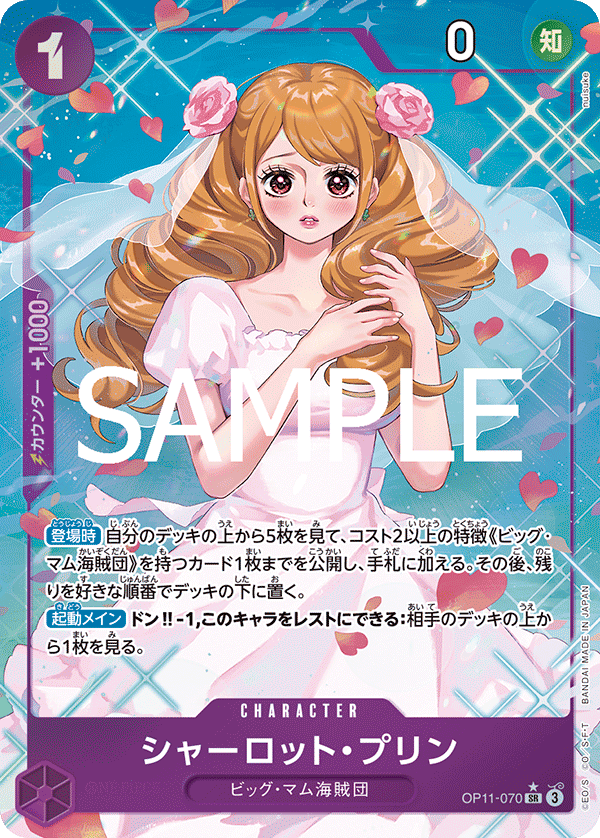 1
0
知
nutsuke
カウンター +1000
SAMPLE
登場時 自分のデッキの上から5枚を見て、コスト2以上の特徴《ビッグ・
マム海賊団》を持つカード1枚までを公開し、手札に加える。その後、残
りを好きな順番でデッキの下に置く。
起動メイン ドン!!-1,このキャラをレストにできる:相手のデッキの上か
ら1枚を見る。
CHARACTER
シャーロット・プリン
ビッグ・マム海賊団
OP11-070 SR 3
©E.O/S ©O/S・F・T BANDAI MADE IN JAPAN